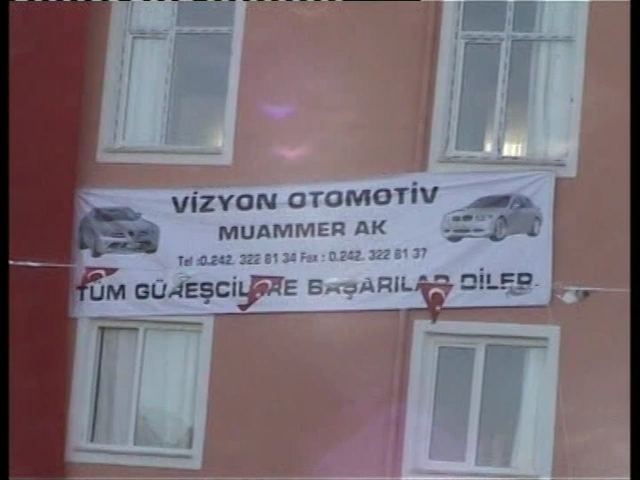 VİZYON OTOMOTİV
MUAMMER AK
Tel :0.242. 322 81 34 Fax : 0.242. 322 81 37
TÜM GÜREŞCİLERE BAŞARILAR DİLER